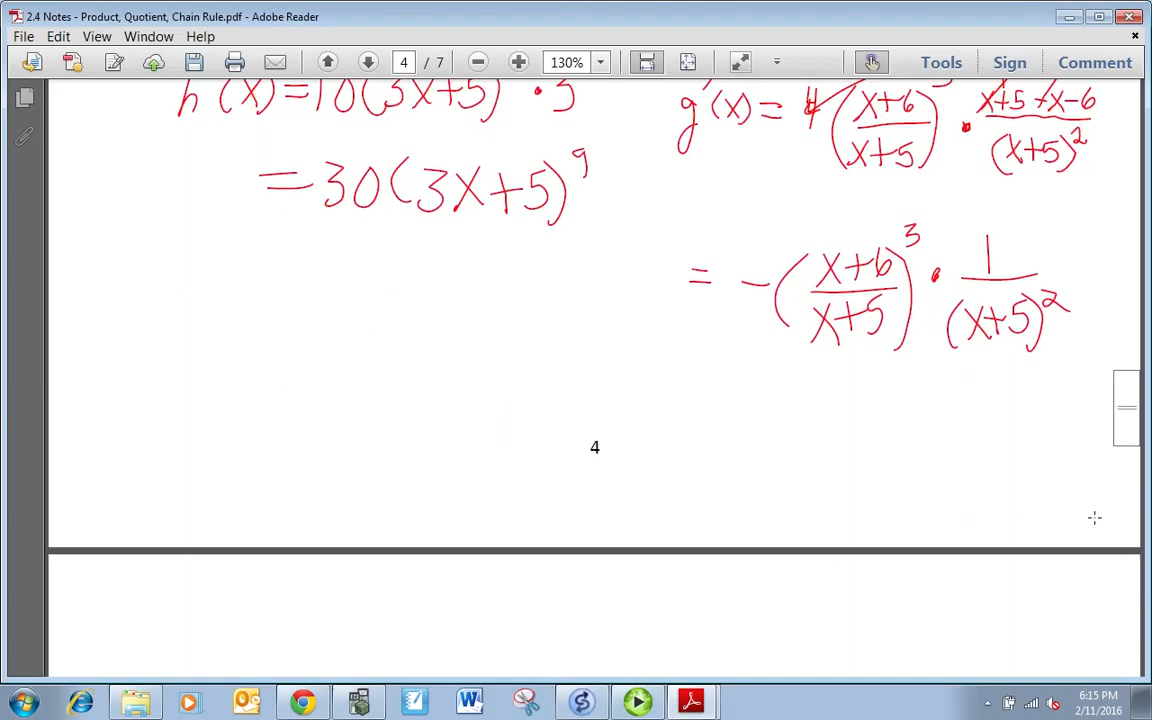 2.4 Notes - Product, Quotient, Chain Rule.pdf - Adobe Reader
File Edit View Window Help
4 / 7 130% Tools Sign Comment
h'(x)=10(3x+5) · 3
=30(3x+5)^9
g'(x)= 4((x+6)/(x+5))^3 · (x+5-x-6)/(x+5)^2
= -((x+6)/(x+5))^3 · 1/(x+5)^2
4
6:15 PM
2/11/2016